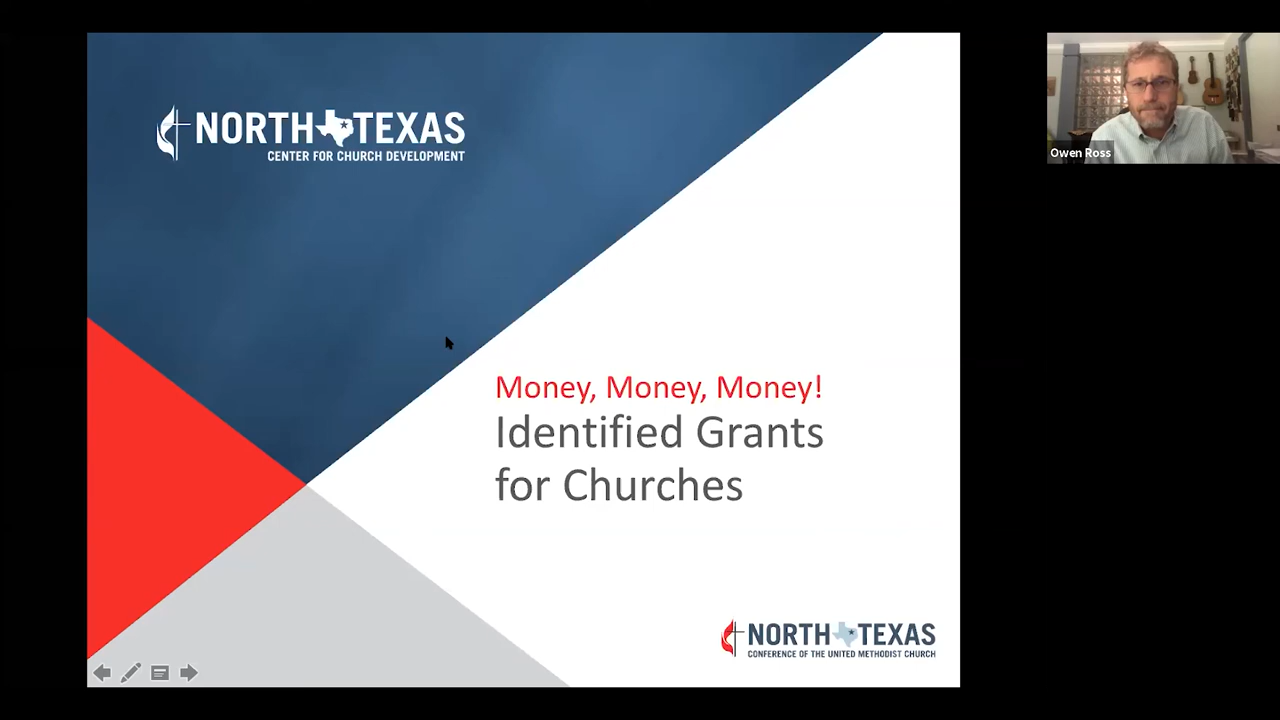 NORTH TEXAS
CENTER FOR CHURCH DEVELOPMENT
Owen Ross
Money, Money, Money!
Identified Grants
for Churches
NORTH TEXAS
CONFERENCE OF THE UNITED METHODIST CHURCH